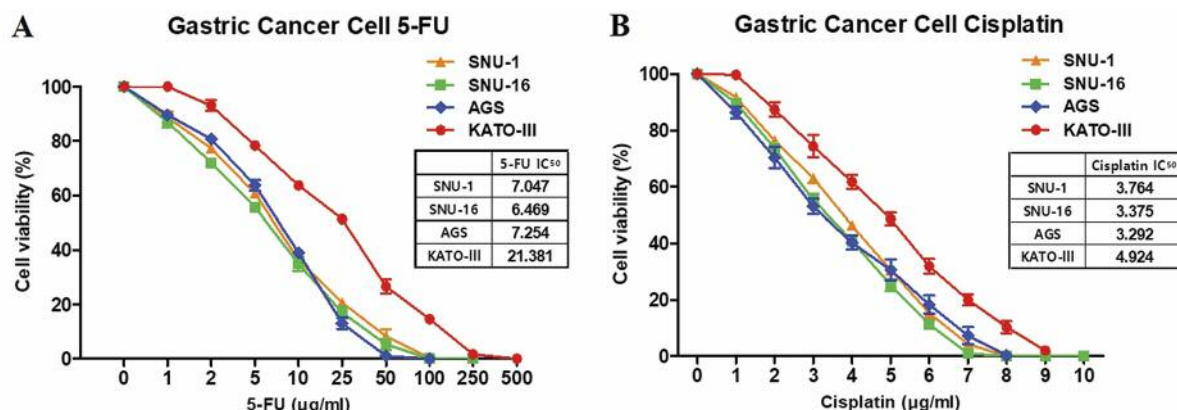 A
Gastric Cancer Cell 5-FU
SNU-1
SNU-16
AGS
KATO-III
Cell viability (%)
100
80
60
40
20
0
5-FU IC50
SNU-1 7.047
SNU-16 6.469
AGS 7.254
KATO-III 21.381
0 1 2 5 10 25 50 100 250 500
5-FU (µg/ml)
B
Gastric Cancer Cell Cisplatin
SNU-1
SNU-16
AGS
KATO-III
Cell viability (%)
100
80
60
40
20
0
Cisplatin IC50
SNU-1 3.764
SNU-16 3.375
AGS 3.292
KATO-III 4.924
0 1 2 3 4 5 6 7 8 9 10
Cisplatin (µg/ml)